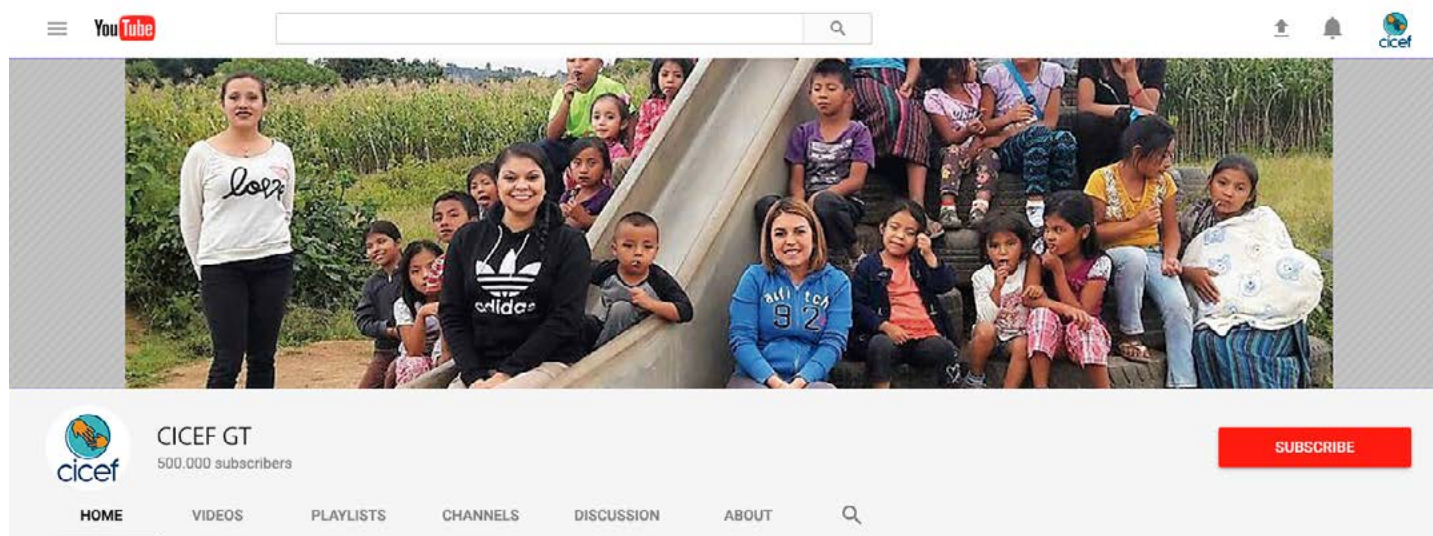 YouTube
cicef
love
adidas
92
cicef
CICEF GT
500.000 subscribers
SUBSCRIBE
HOME VIDEOS PLAYLISTS CHANNELS DISCUSSION ABOUT